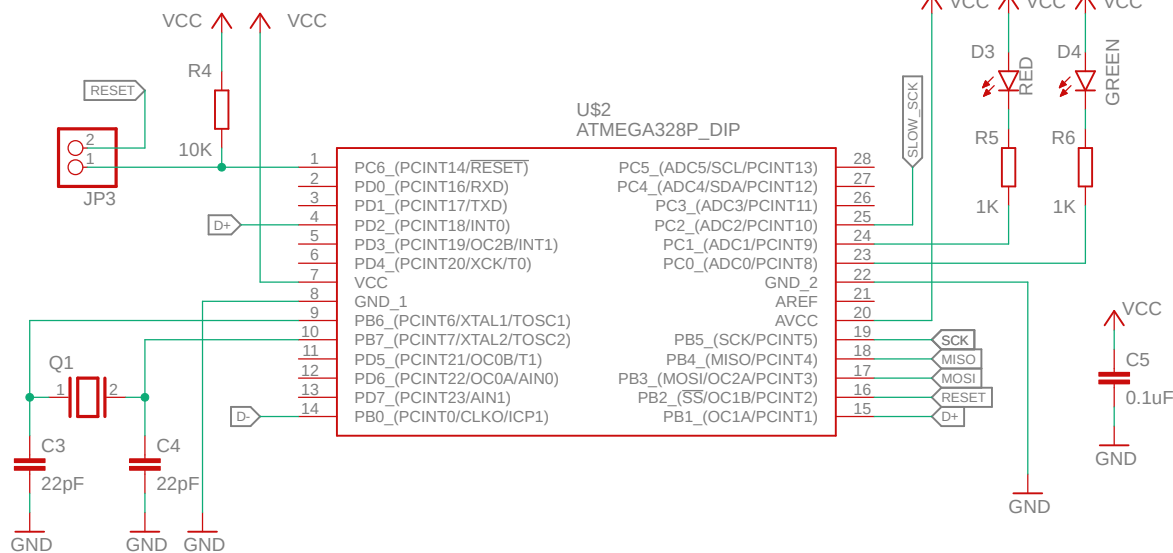 VCC
VCC
VCC
VCC
VCC
R4
10K
RESET
2
1
JP3
D3
RED
D4
GREEN
R5
1K
R6
1K
SLOW_SCK
U$2
ATMEGA328P_DIP
1 PC6_(PCINT14/RESET) PC5_(ADC5/SCL/PCINT13) 28
2 PD0_(PCINT16/RXD) PC4_(ADC4/SDA/PCINT12) 27
3 PD1_(PCINT17/TXD) PC3_(ADC3/PCINT11) 26
D+ 4 PD2_(PCINT18/INT0) PC2_(ADC2/PCINT10) 25
5 PD3_(PCINT19/OC2B/INT1) PC1_(ADC1/PCINT9) 24
6 PD4_(PCINT20/XCK/T0) PC0_(ADC0/PCINT8) 23
7 VCC GND_2 22
8 GND_1 AREF 21
9 PB6_(PCINT6/XTAL1/TOSC1) AVCC 20
10 PB7_(PCINT7/XTAL2/TOSC2) PB5_(SCK/PCINT5) 19 SCK
11 PD5_(PCINT21/OC0B/T1) PB4_(MISO/PCINT4) 18 MISO
12 PD6_(PCINT22/OC0A/AIN0) PB3_(MOSI/OC2A/PCINT3) 17 MOSI
13 PD7_(PCINT23/AIN1) PB2_(SS/OC1B/PCINT2) 16 RESET
D- 14 PB0_(PCINT0/CLKO/ICP1) PB1_(OC1A/PCINT1) 15 D+
Q1
1 2
C3
22pF
C4
22pF
GND
GND
GND
GND
VCC
C5
0.1uF
GND